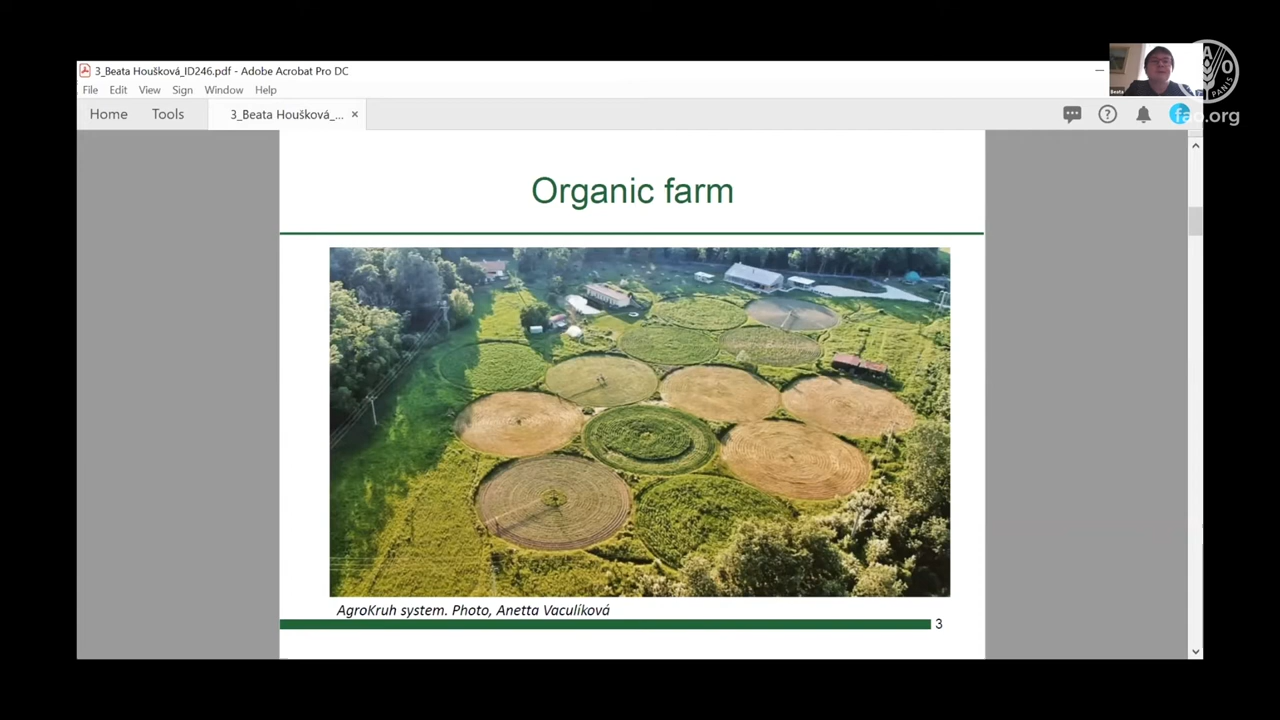 3_Beata Houšková_ID246.pdf - Adobe Acrobat Pro DC
File Edit View Sign Window Help
Home Tools 3_Beata Houšková_... ×
fao.org
Beata
Organic farm
AgroKruh system. Photo, Anetta Vaculíková
3